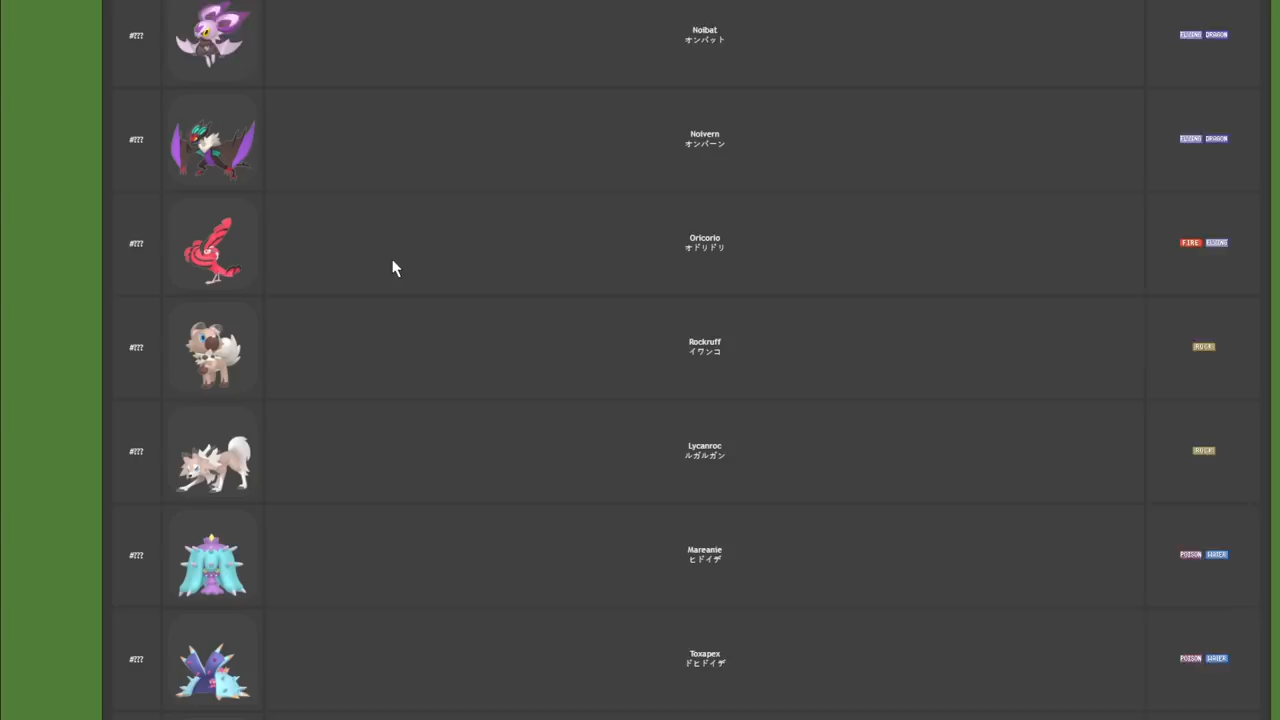 #???
Noibat
オンバット
FLYING DRAGON
#???
Noivern
オンバーン
FLYING DRAGON
#???
Oricorio
オドリドリ
FIRE FLYING
#???
Rockruff
イワンコ
ROCK
#???
Lycanroc
ルガルガン
ROCK
#???
Mareanie
ヒドイデ
POISON WATER
#???
Toxapex
ドヒドイデ
POISON WATER